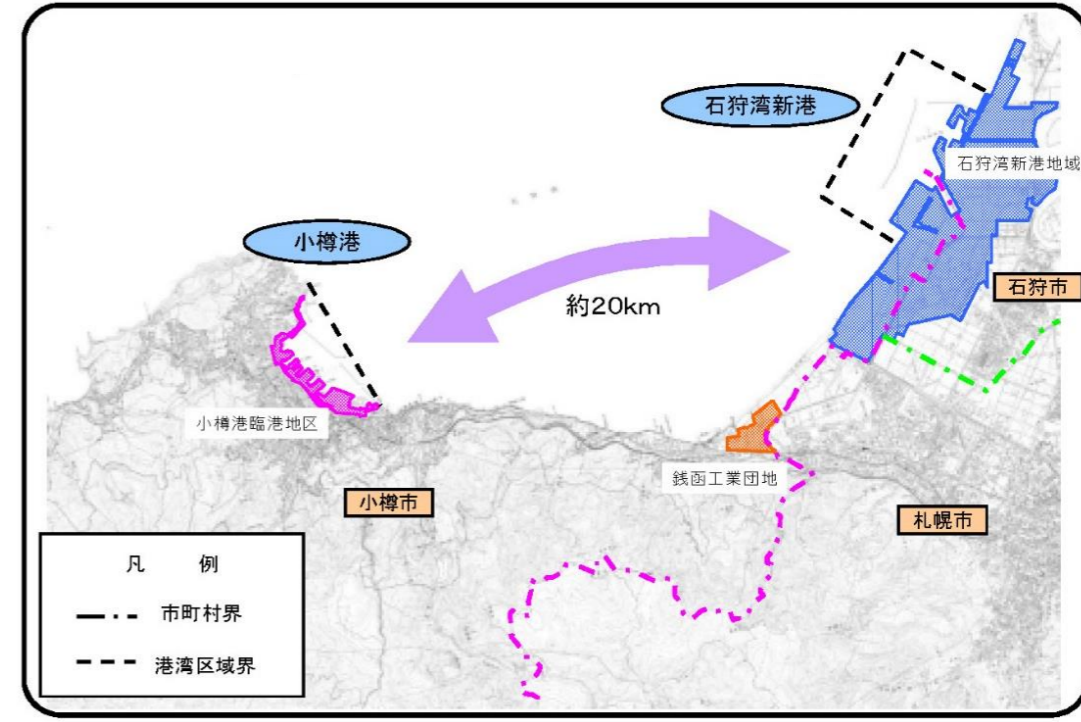 石狩湾新港
石狩湾新港地域
小樽港
石狩市
約20km
小樽港臨港地区
銭函工業団地
小樽市
札幌市
凡 例
市町村界
港湾区域界